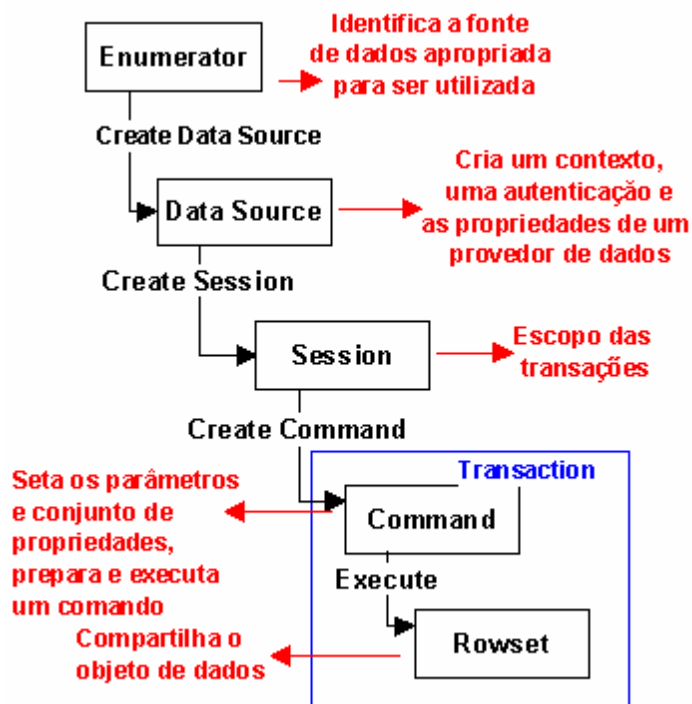 Identifica a fonte
de dados apropriada
para ser utilizada
Enumerator
Create Data Source
Cria um contexto,
uma autenticação e
as propriedades de um
provedor de dados
Data Source
Create Session
Escopo das
transações
Session
Create Command
Transaction
Seta os parâmetros
e conjunto de
propriedades,
prepara e executa
um comando
Command
Execute
Compartilha o
objeto de dados
Rowset